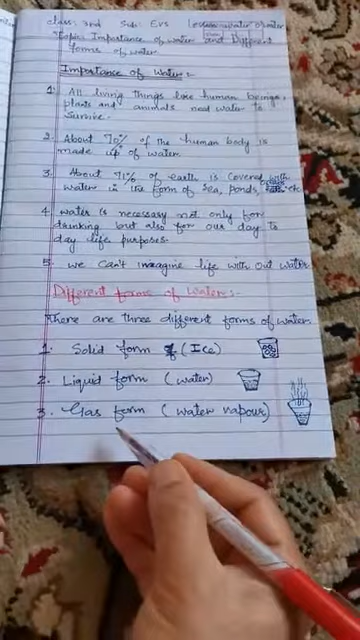 Class: 3rd Sub: Evs Lesson water
Topic: Importance of water and Different
forms of water.
Importance of Water:-
1. All living things like human beings,
plants and animals need water to
survive.
2. About 70% of the human body is
made up of water.
3. About 71% of earth is covered with
water in the form of sea, ponds, etc
4. water is necessary not only for
drinking but also for our day to
day life purposes.
5. we can't imagine life with out water.
Different forms of Water:-
There are three different forms of water.
1. Solid form (Ice)
2. Liquid form (water)
3. Gas form (water vapour)